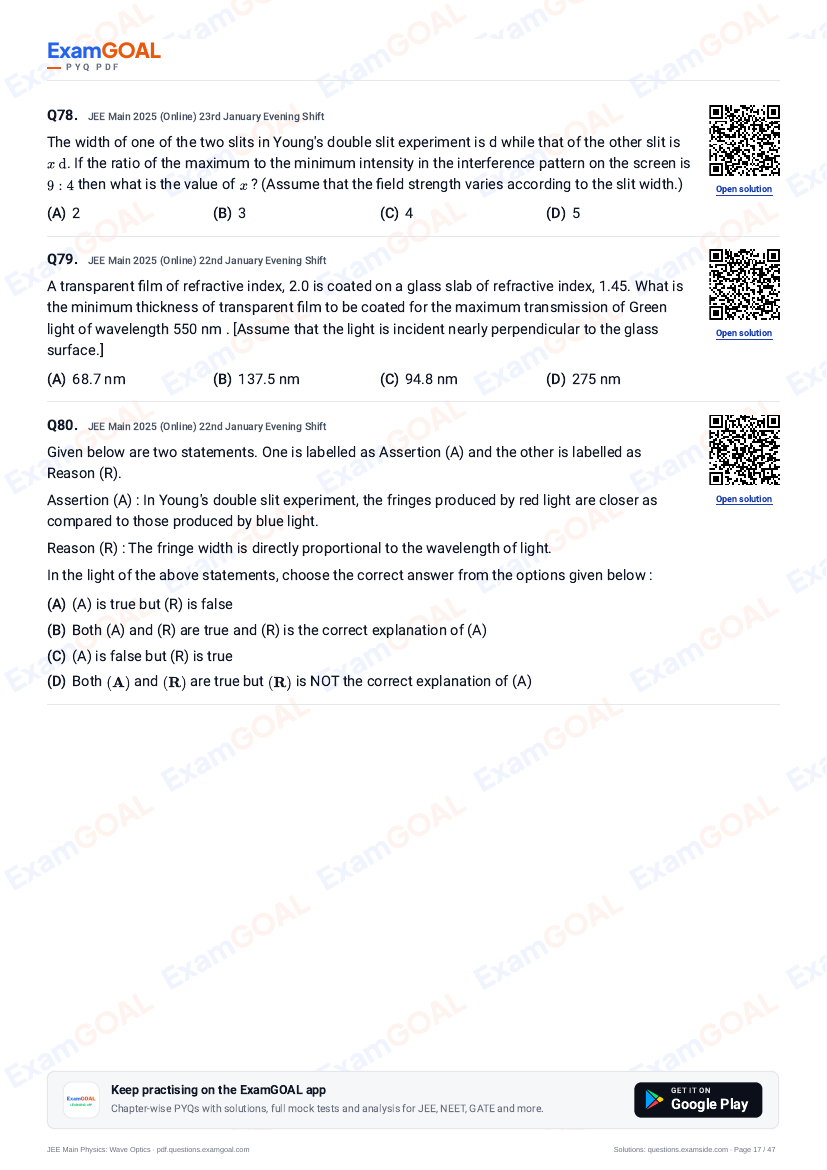 ExamGOAL
PYQ PDF
Q78. JEE Main 2025 (Online) 23rd January Evening Shift
The width of one of the two slits in Young's double slit experiment is d while that of the other slit is
x d. If the ratio of the maximum to the minimum intensity in the interference pattern on the screen is
9 : 4 then what is the value of x ? (Assume that the field strength varies according to the slit width.)
(A) 2 (B) 3 (C) 4 (D) 5
Open solution
Q79. JEE Main 2025 (Online) 22nd January Evening Shift
A transparent film of refractive index, 2.0 is coated on a glass slab of refractive index, 1.45. What is
the minimum thickness of transparent film to be coated for the maximum transmission of Green
light of wavelength 550 nm . [Assume that the light is incident nearly perpendicular to the glass
surface.]
(A) 68.7 nm (B) 137.5 nm (C) 94.8 nm (D) 275 nm
Open solution
Q80. JEE Main 2025 (Online) 22nd January Evening Shift
Given below are two statements. One is labelled as Assertion (A) and the other is labelled as
Reason (R).
Assertion (A) : In Young's double slit experiment, the fringes produced by red light are closer as
compared to those produced by blue light.
Reason (R) : The fringe width is directly proportional to the wavelength of light.
In the light of the above statements, choose the correct answer from the options given below :
(A) (A) is true but (R) is false
(B) Both (A) and (R) are true and (R) is the correct explanation of (A)
(C) (A) is false but (R) is true
(D) Both (A) and (R) are true but (R) is NOT the correct explanation of (A)
Open solution
Keep practising on the ExamGOAL app
Chapter-wise PYQs with solutions, full mock tests and analysis for JEE, NEET, GATE and more.
GET IT ON
Google Play
JEE Main Physics: Wave Optics · pdf.questions.examgoal.com
Solutions: questions.examside.com · Page 17 / 47